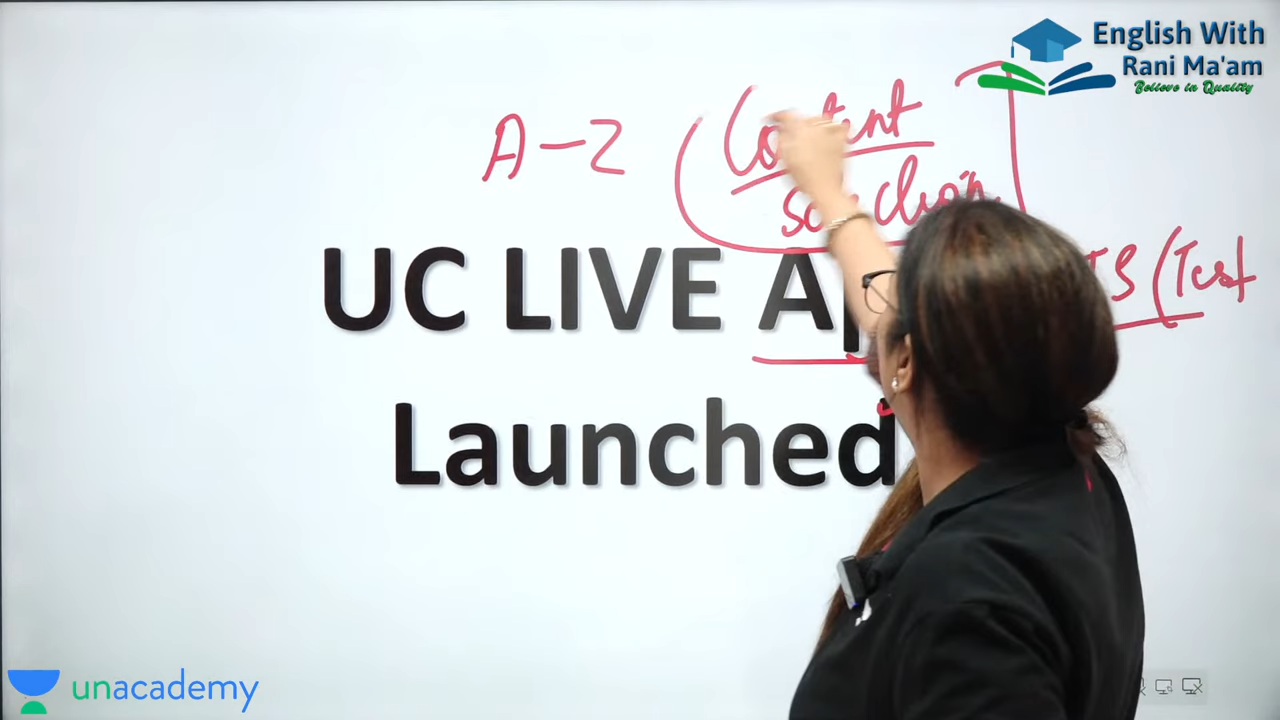 English With
Rani Ma'am
Believe in Quality
A-Z
Content
UC LIVE
(Test
Launched
unacademy